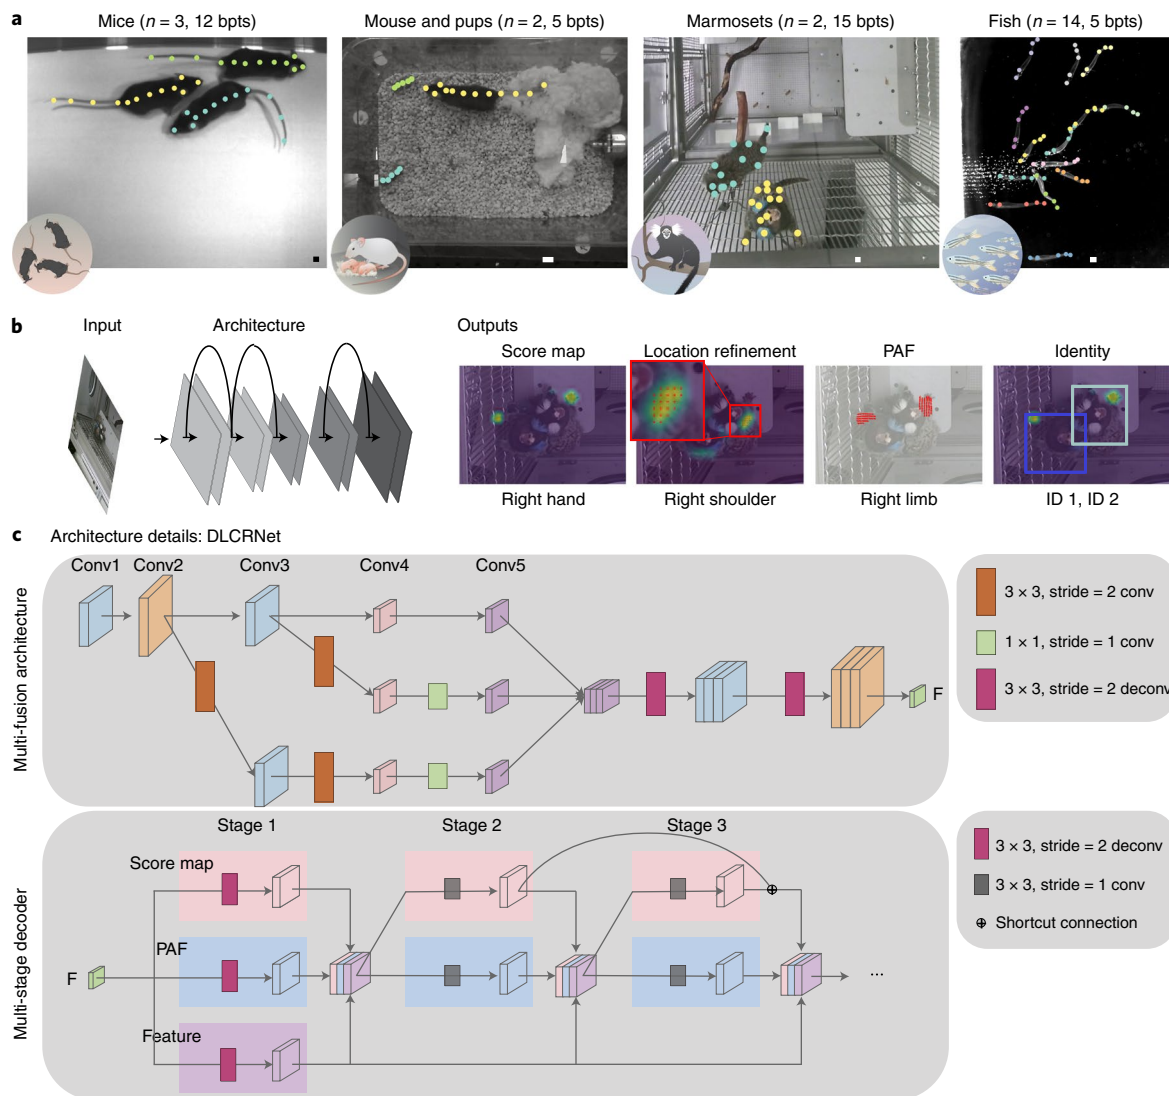 a
Mice (n = 3, 12 bpts)
Mouse and pups (n = 2, 5 bpts)
Marmosets (n = 2, 15 bpts)
Fish (n = 14, 5 bpts)
b
Input
Architecture
Outputs
Score map
Location refinement
PAF
Identity
Right hand
Right shoulder
Right limb
ID 1, ID 2
c
Architecture details: DLCRNet
Multi-fusion architecture
Conv1
Conv2
Conv3
Conv4
Conv5
F
3 × 3, stride = 2 conv
1 × 1, stride = 1 conv
3 × 3, stride = 2 deconv
Multi-stage decoder
Stage 1
Stage 2
Stage 3
Score map
PAF
F
Feature
...
3 × 3, stride = 2 deconv
3 × 3, stride = 1 conv
Shortcut connection